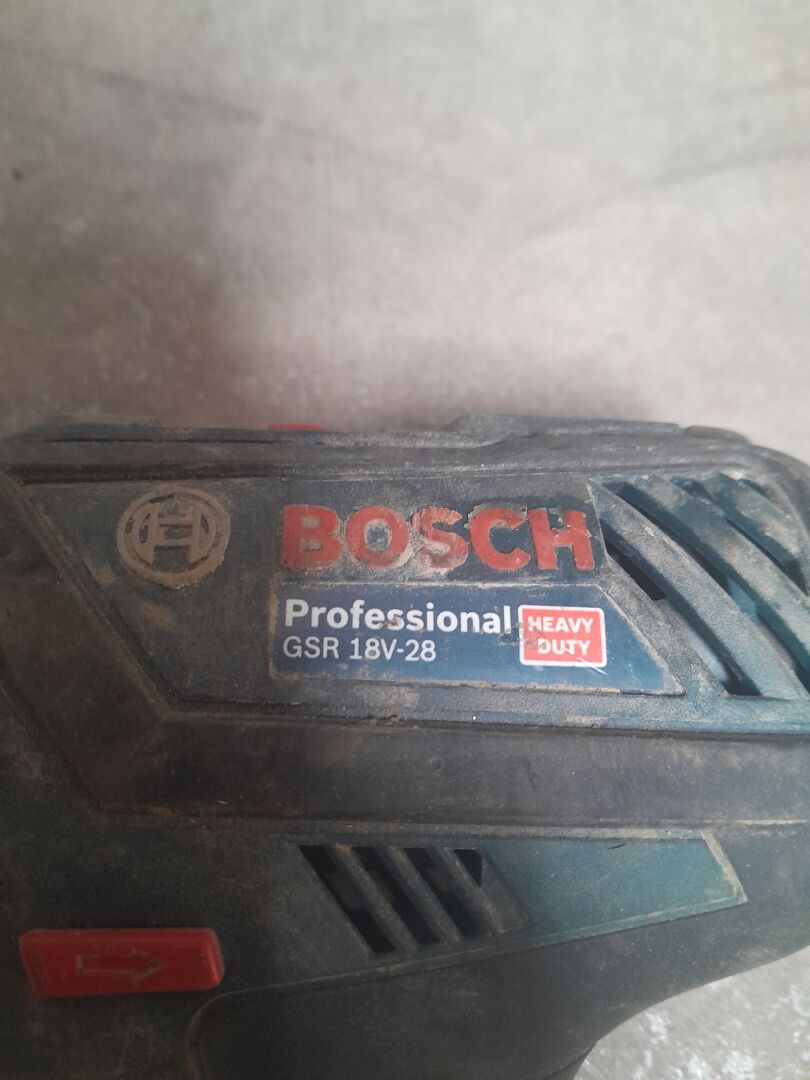 BOSCH
Professional
HEAVY
DUTY
GSR 18V-28